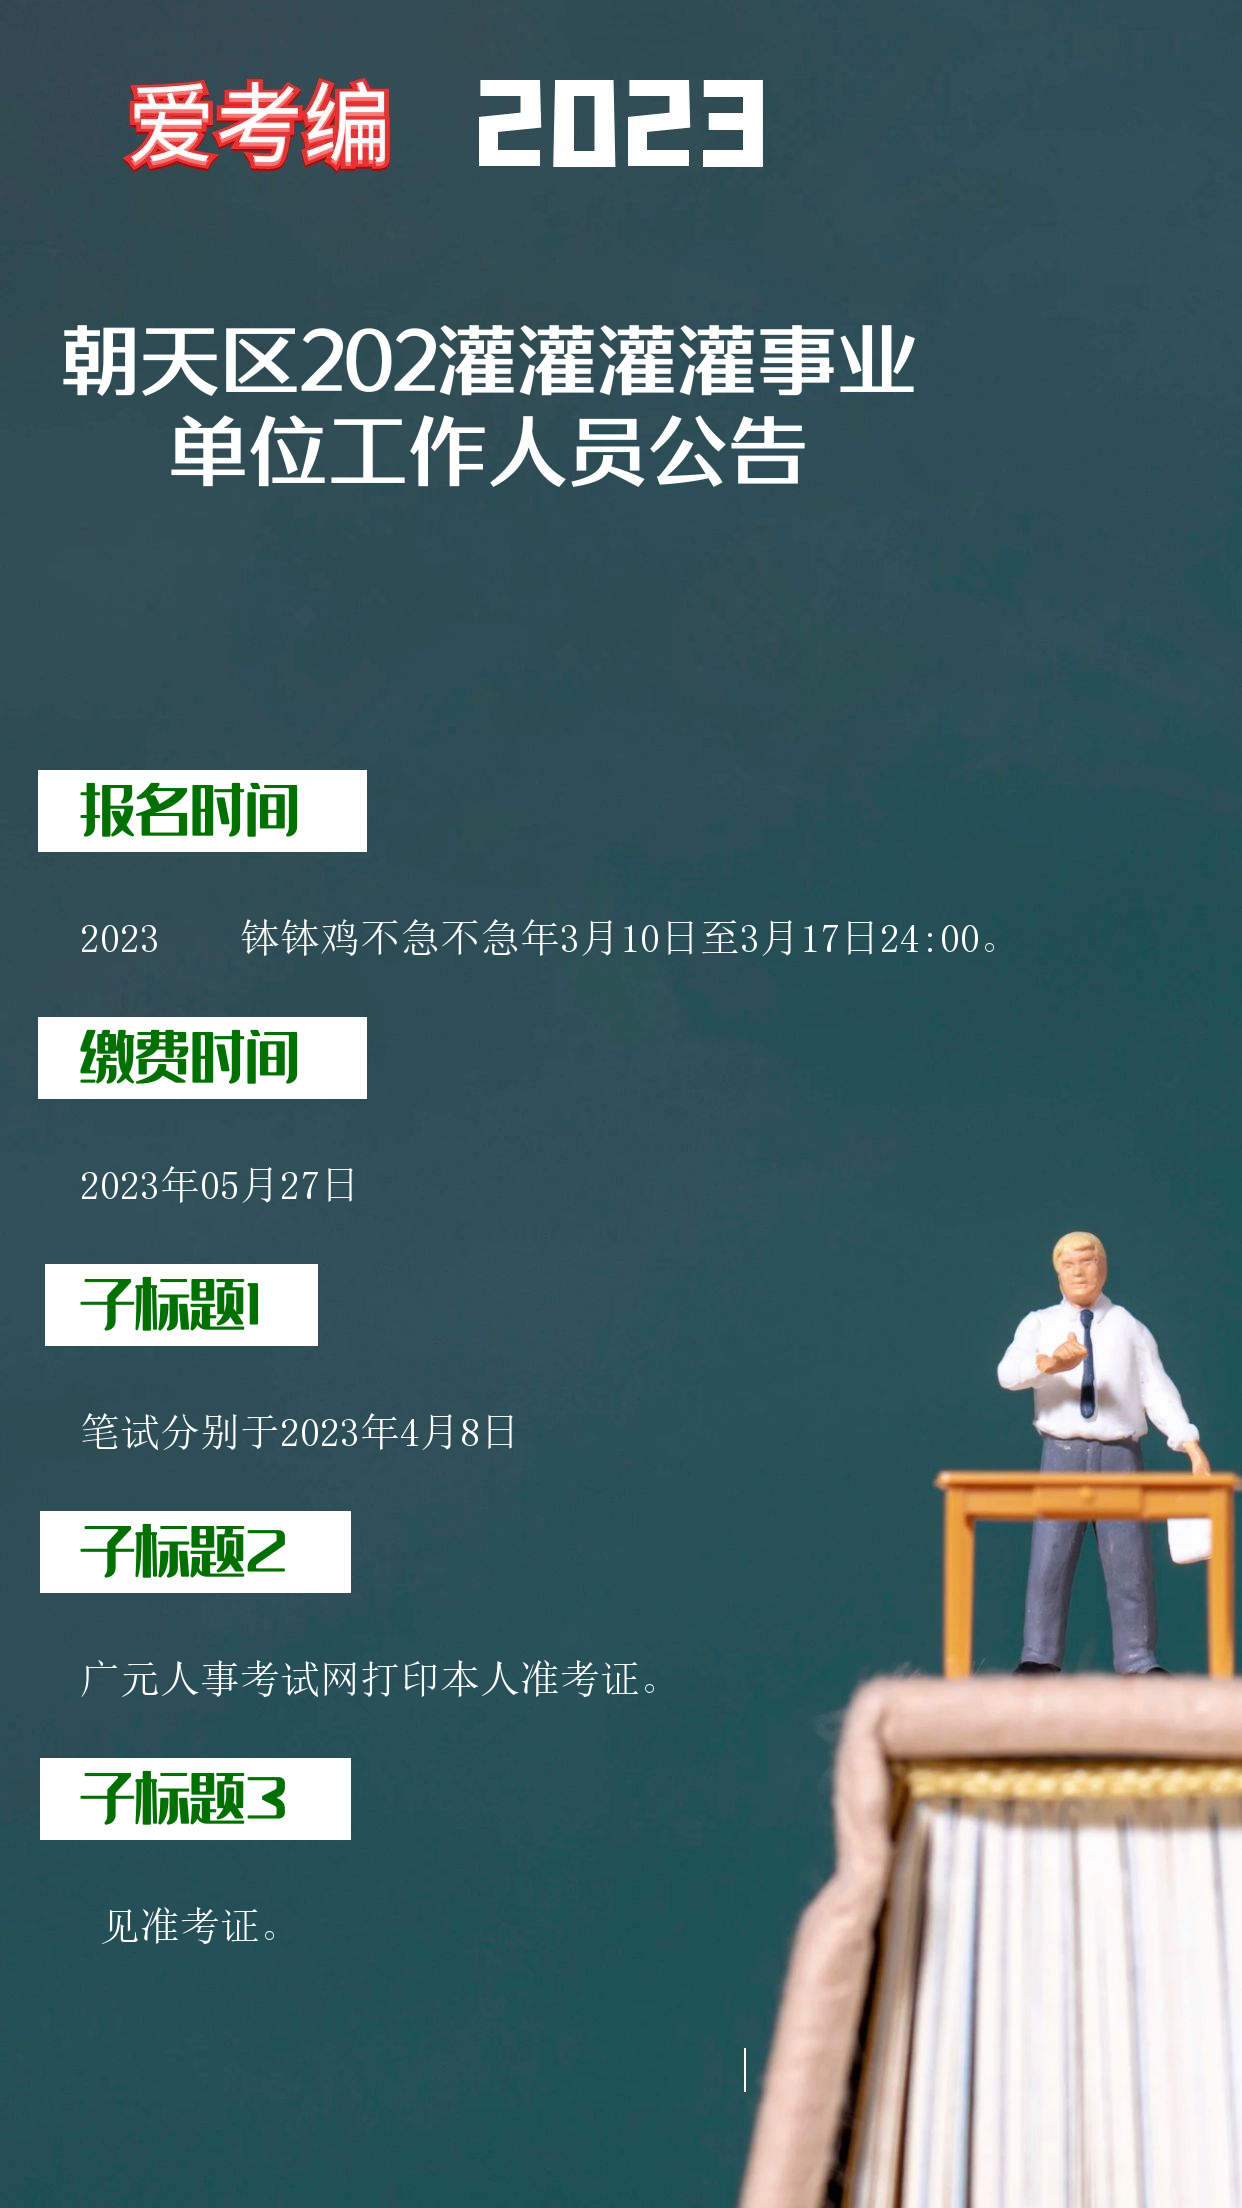 爱考编 2023
朝天区202灌灌灌灌事业
单位工作人员公告
报名时间
2023 钵钵鸡不急不急年3月10日至3月17日24:00。
缴费时间
2023年05月27日
子标题1
笔试分别于2023年4月8日
子标题2
广元人事考试网打印本人准考证。
子标题3
见准考证。